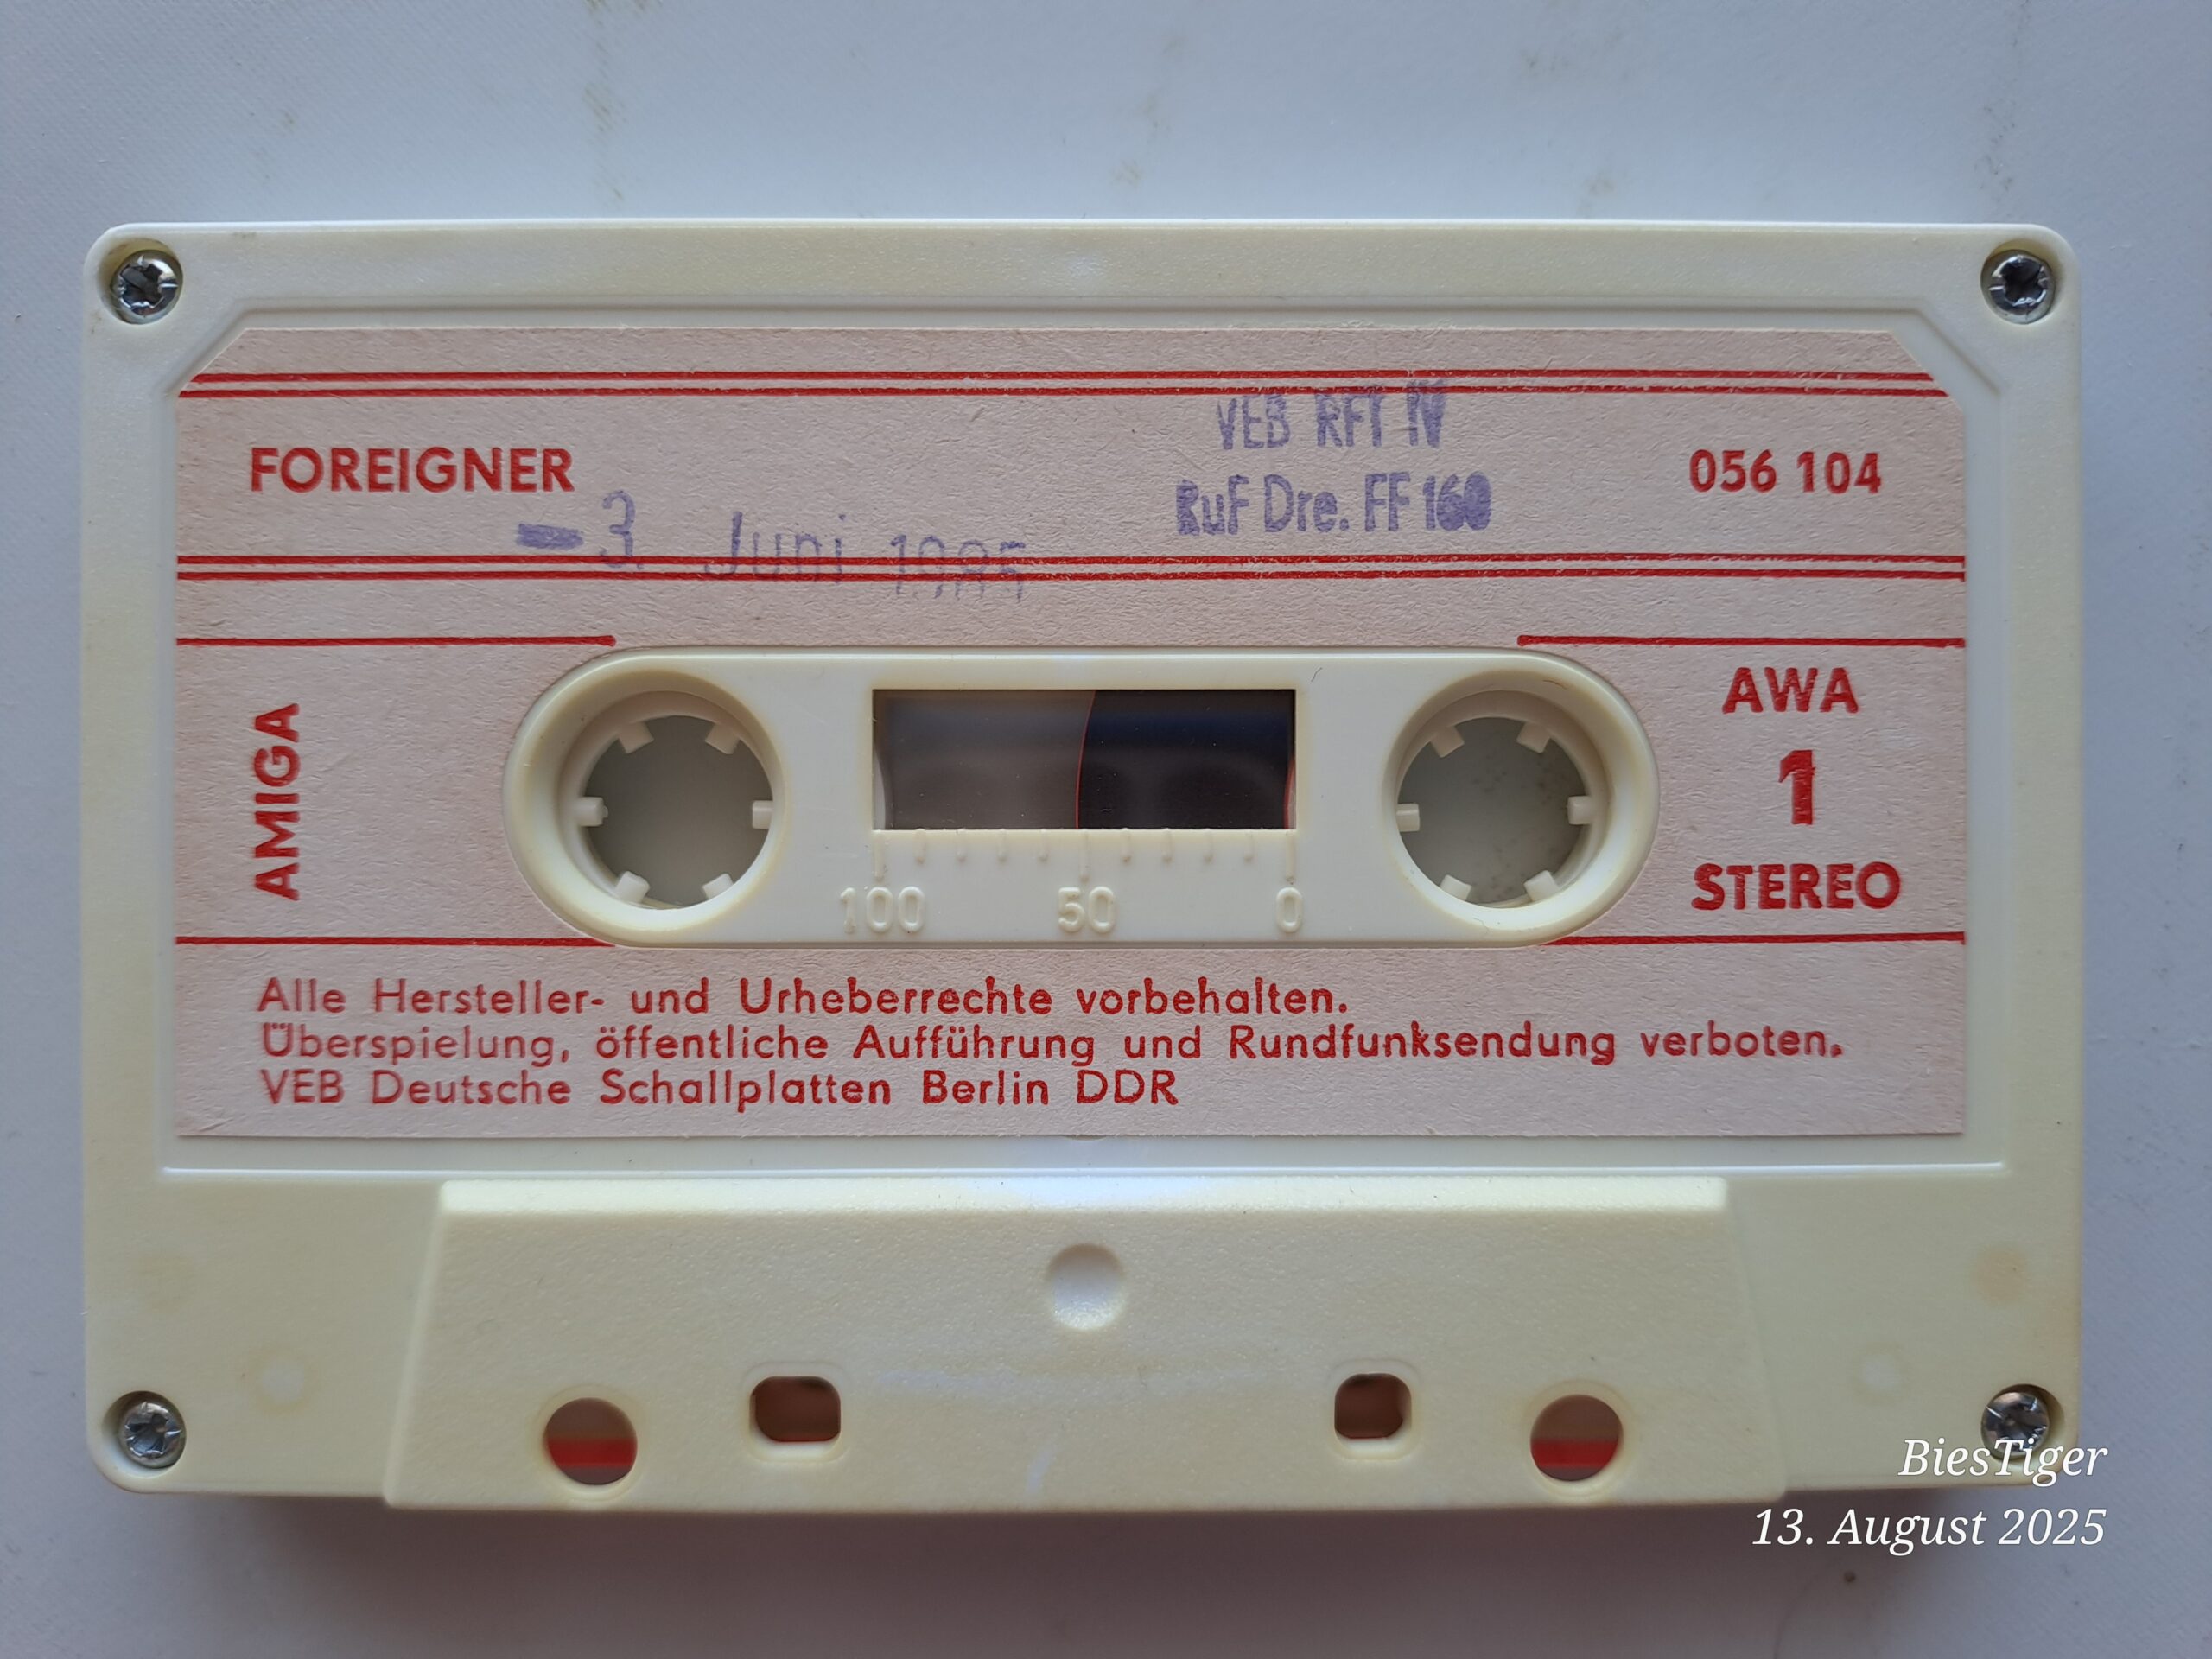 FOREIGNER
VEB RFT IV
RuF Dre. FF 160
056 104
-3. Juni 1985
AMIGA
AWA
1
STEREO
100 50 0
Alle Hersteller- und Urheberrechte vorbehalten.
Überspielung, öffentliche Aufführung und Rundfunksendung verboten.
VEB Deutsche Schallplatten Berlin DDR
BiesTiger
13. August 2025